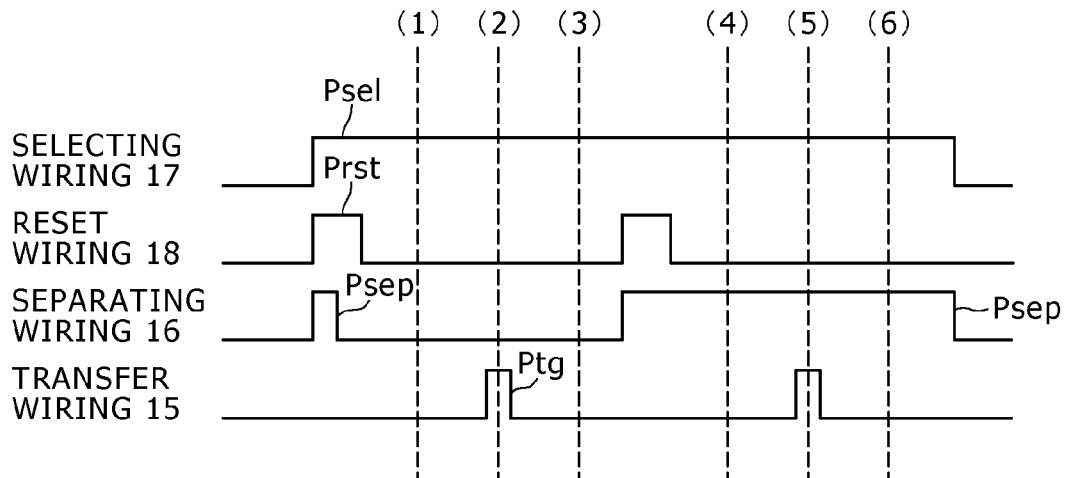 (1) (2) (3) (4) (5) (6)
Psel
SELECTING
WIRING 17
Prst
RESET
WIRING 18
Psep
SEPARATING
WIRING 16
Psep
Ptg
TRANSFER
WIRING 15